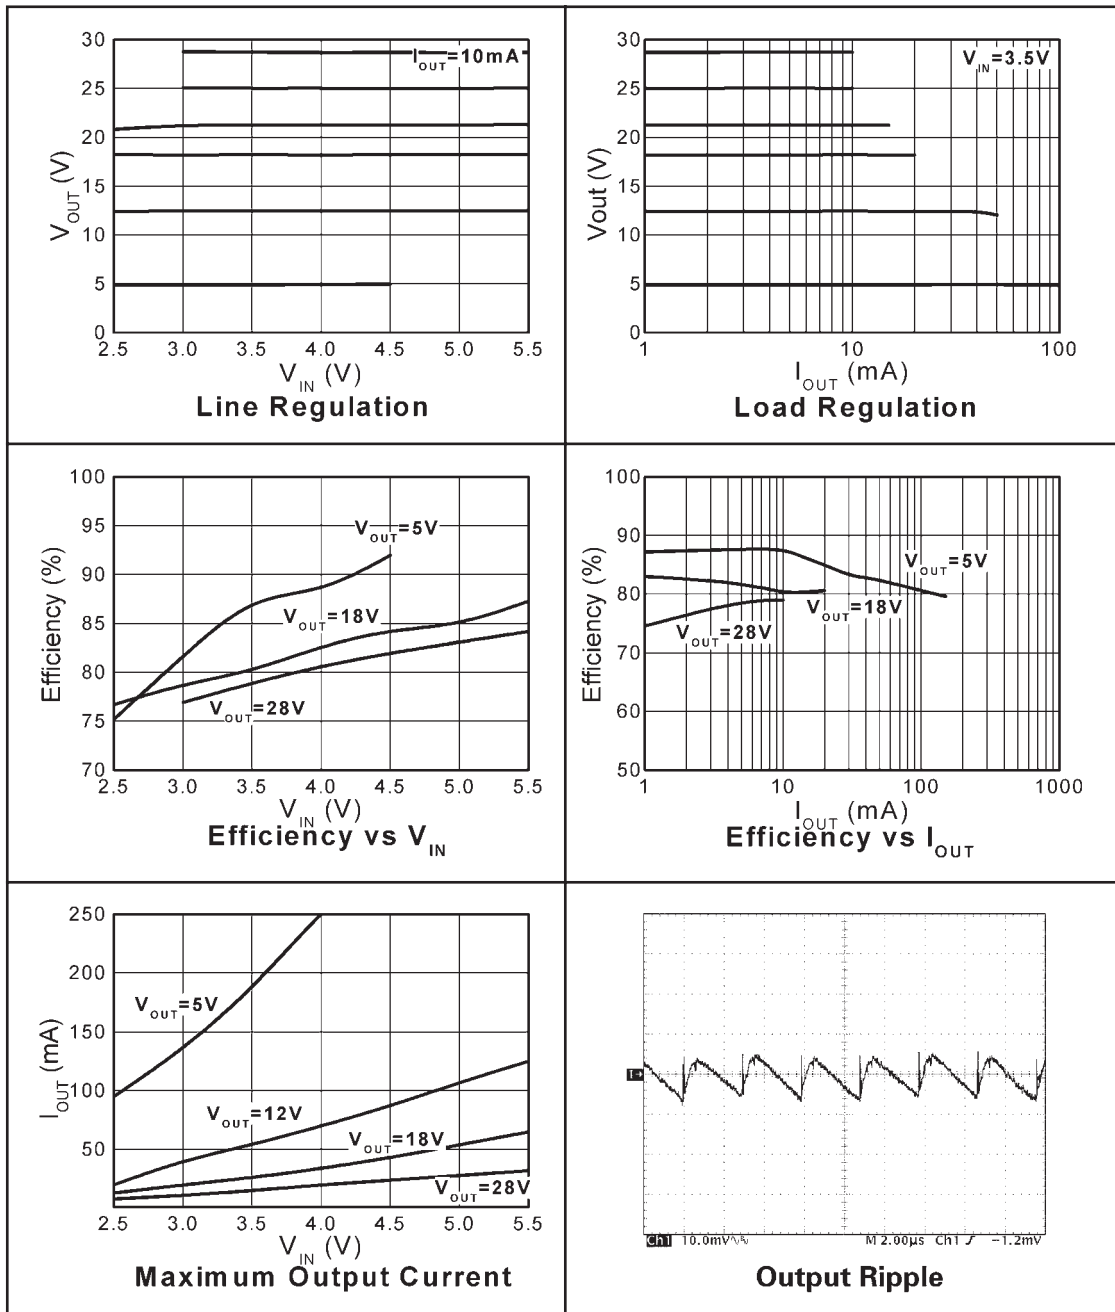 30
25
20
15
10
5
0
V_OUT (V)
I_OUT=10mA
2.5 3.0 3.5 4.0 4.5 5.0 5.5
V_IN (V)
Line Regulation
30
25
20
15
10
5
0
Vout (V)
V_IN=3.5V
1 10 100
I_OUT (mA)
Load Regulation
100
95
90
85
80
75
70
Efficiency (%)
V_OUT=5V
V_OUT=18V
V_OUT=28V
2.5 3.0 3.5 4.0 4.5 5.0 5.5
V_IN (V)
Efficiency vs V_IN
100
90
80
70
60
50
Efficiency (%)
V_OUT=5V
V_OUT=18V
V_OUT=28V
1 10 100 1000
I_OUT (mA)
Efficiency vs I_OUT
250
200
150
100
50
I_OUT (mA)
V_OUT=5V
V_OUT=12V
V_OUT=18V
V_OUT=28V
2.5 3.0 3.5 4.0 4.5 5.0 5.5
V_IN (V)
Maximum Output Current
Ch1 10.0mV M 2.00µs Ch1 -1.2mV
Output Ripple